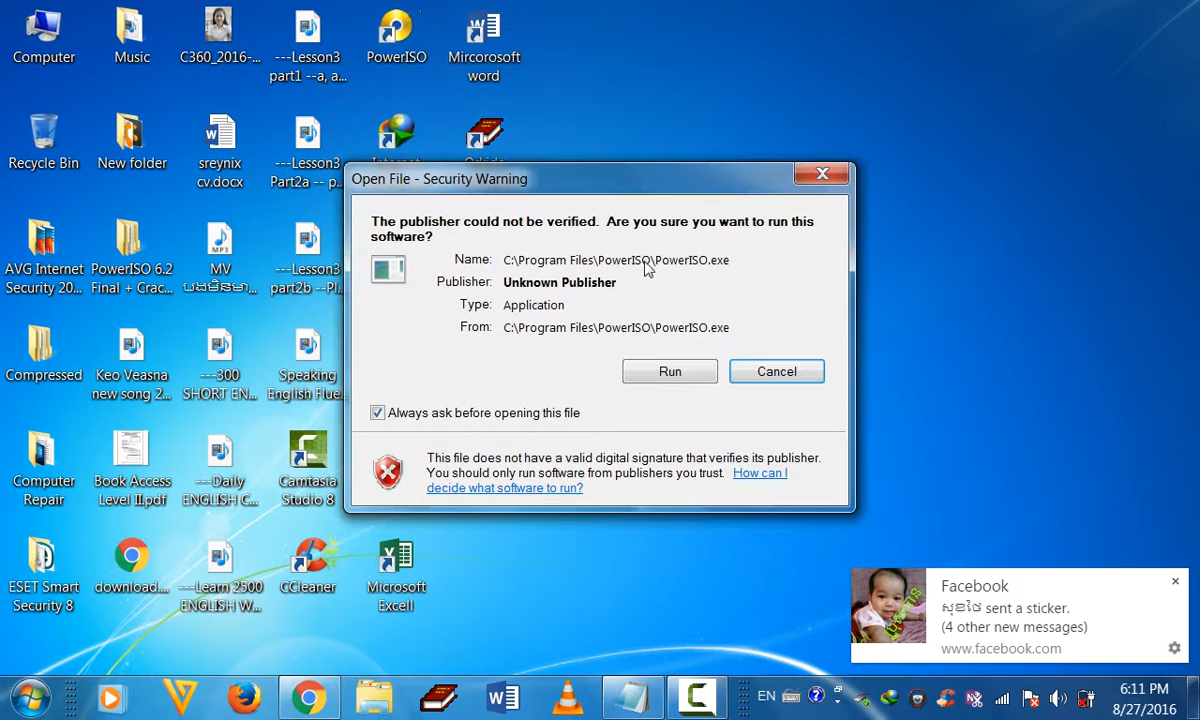 Computer
Music
C360_2016-...
---Lesson3
part1 --a, a...
PowerISO
Mircorosoft
word
Recycle Bin
New folder
sreynix
cv.docx
---Lesson3
Part2a -- p...
AVG Internet
Security 20...
PowerISO 6.2
Final + Crac...
MP3
MV
---Lesson3
part2b --Pl...
Compressed
Keo Veasna
new song 2...
---300
SHORT EN...
Speaking
English Flue...
Computer
Repair
Book Access
Level II.pdf
---Daily
ENGLISH C...
Camtasia
Studio 8
ESET Smart
Security 8
download...
---Learn 2500
ENGLISH W...
CCleaner
Microsoft
Excell
Open File - Security Warning
The publisher could not be verified. Are you sure you want to run this
software?
Name: C:\Program Files\PowerISO\PowerISO.exe
Publisher: Unknown Publisher
Type: Application
From: C:\Program Files\PowerISO\PowerISO.exe
Run
Cancel
Always ask before opening this file
This file does not have a valid digital signature that verifies its publisher.
You should only run software from publishers you trust. How can I
decide what software to run?
Facebook
sent a sticker.
(4 other new messages)
www.facebook.com
EN
6:11 PM
8/27/2016